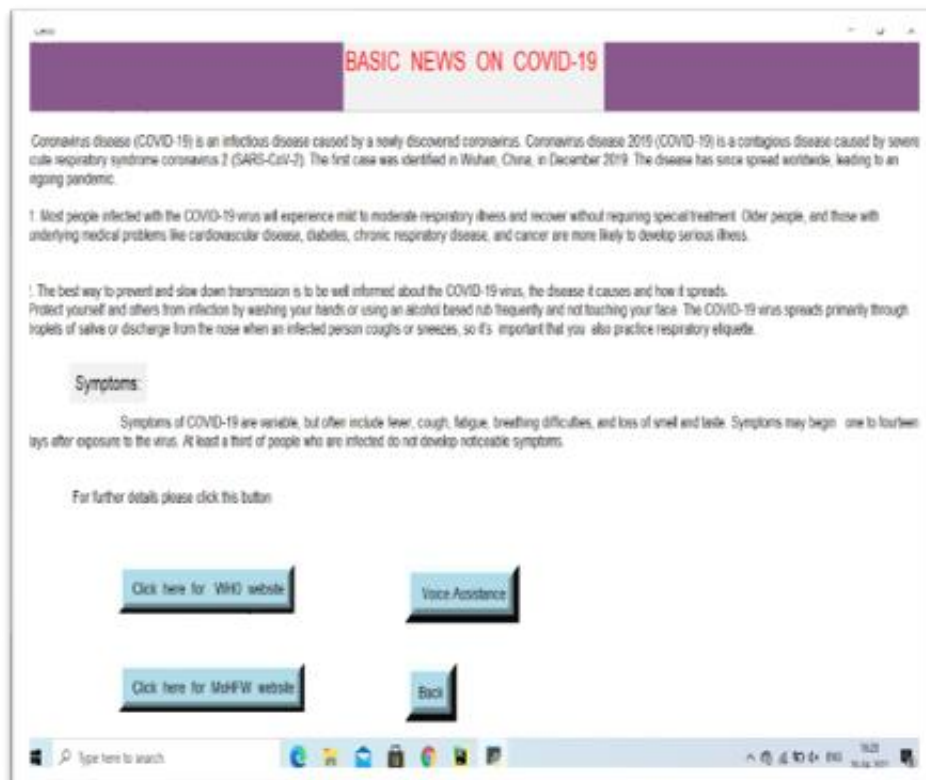 BASIC NEWS ON COVID-19
Coronavirus disease (COVID-19) is an infectious disease caused by a newly discovered coronavirus. Coronavirus disease 2019 (COVID-19) is a contagious disease caused by severe
cute respiratory syndrome coronavirus 2 (SARS-CoV-2). The first case was identified in Wuhan, China, in December 2019. The disease has since spread worldwide, leading to an
ngoing pandemic.
1. Most people infected with the COVID-19 virus will experience mild to moderate respiratory illness and recover without requiring special treatment. Older people, and those with
underlying medical problems like cardiovascular disease, diabetes, chronic respiratory disease, and cancer are more likely to develop serious illness.
. The best way to prevent and slow down transmission is to be well informed about the COVID-19 virus, the disease it causes and how it spreads.
Protect yourself and others from infection by washing your hands or using an alcohol based rub frequently and not touching your face. The COVID-19 virus spreads primarily through
roplets of saliva or discharge from the nose when an infected person coughs or sneezes, so it's important that you also practice respiratory etiquette.
Symptoms:
Symptoms of COVID-19 are variable, but often include fever, cough, fatigue, breathing difficulties, and loss of smell and taste. Symptoms may begin one to fourteen
lays after exposure to the virus. At least a third of people who are infected do not develop noticeable symptoms.
For further details please click this button
Click here for WHO website
Voice Assistance
Click here for MoHFW website
Back
Type here to search
ENG